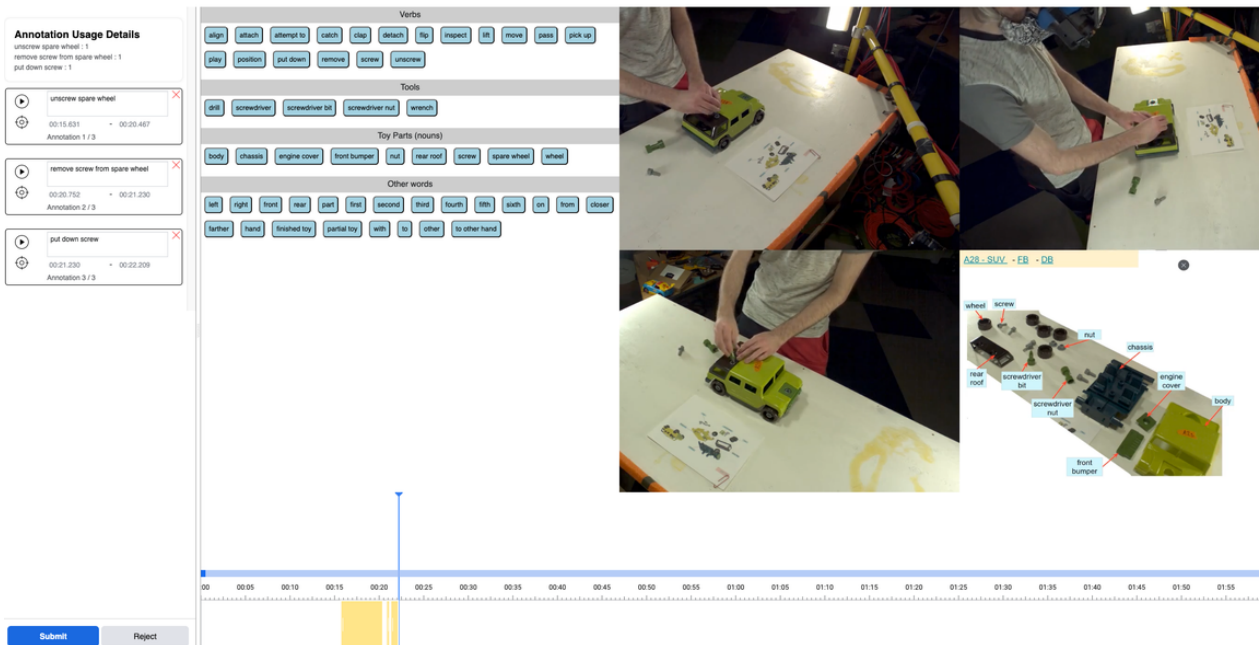 Annotation Usage Details
unscrew spare wheel : 1
remove screw from spare wheel : 1
put down screw : 1
unscrew spare wheel
00:15.631 - 00:20.467
Annotation 1 / 3
remove screw from spare wheel
00:20.752 - 00:21.230
Annotation 2 / 3
put down screw
00:21.230 - 00:22.209
Annotation 3 / 3
Submit Reject
Verbs
align attach attempt to catch clap detach flip inspect lift move pass pick up
play position put down remove screw unscrew
Tools
drill screwdriver screwdriver bit screwdriver nut wrench
Toy Parts (nouns)
body chassis engine cover front bumper nut rear roof screw spare wheel wheel
Other words
left right front rear part first second third fourth fifth sixth on from closer
farther hand finished toy partial toy with to other to other hand
A28 - SUV - FB - DB
wheel
screw
nut
chassis
rear
roof
screwdriver
bit
engine
cover
screwdriver
nut
body
front
bumper
00 00:05 00:10 00:15 00:20 00:25 00:30 00:35 00:40 00:45 00:50 00:55 01:00 01:05 01:10 01:15 01:20 01:25 01:30 01:35 01:40 01:45 01:50 01:55